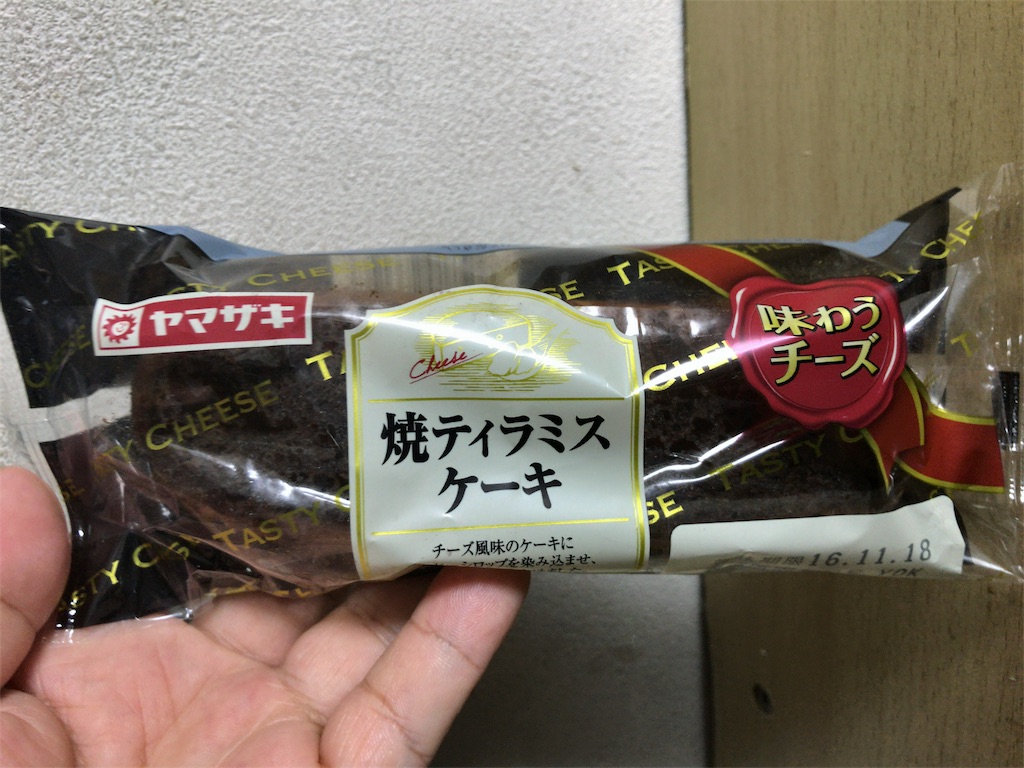 TASTY CHEESE
ヤマザキ
Cheese
味わう
チーズ
焼ティラミス
ケーキ
チーズ風味のケーキに
シロップを染み込ませ、
期限 16.11.18
YOK
TASTY CHEESE
TASTY
CHEESE